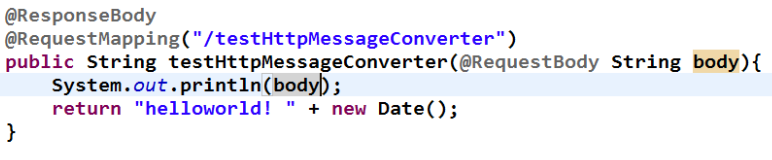 @ResponseBody
@RequestMapping("/testHttpMessageConverter")
public String testHttpMessageConverter(@RequestBody String body){
    System.out.println(body);
    return "helloworld! " + new Date();
}